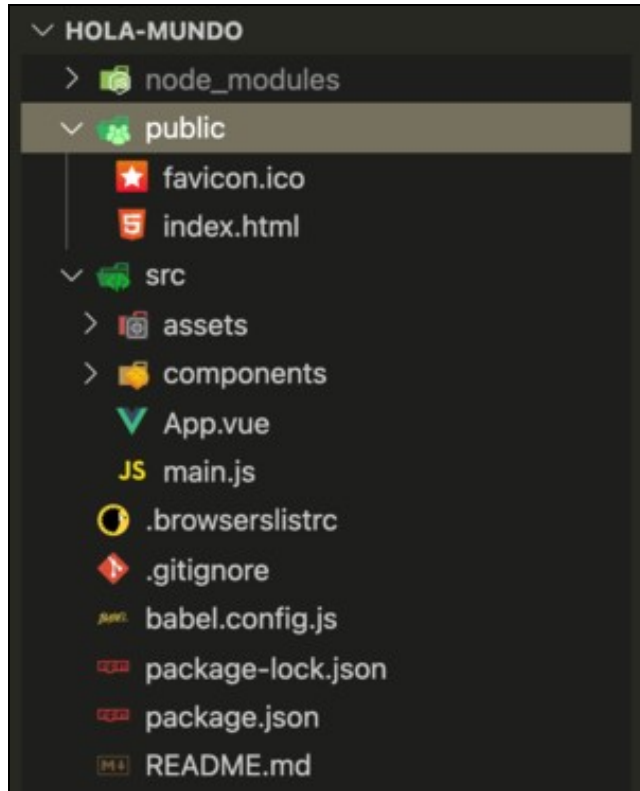 HOLA-MUNDO
node_modules
public
favicon.ico
index.html
src
assets
components
App.vue
JS main.js
.browserslistrc
.gitignore
babel.config.js
package-lock.json
package.json
M↓ README.md